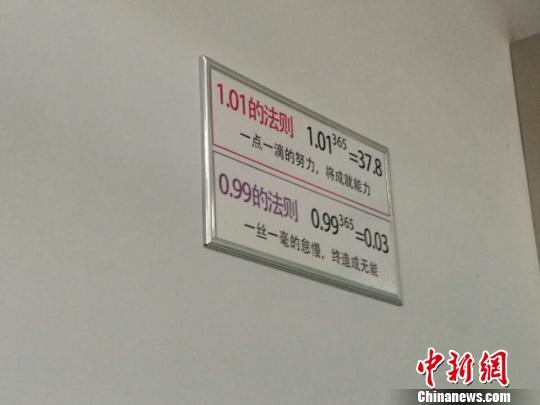 1.01的法则 1.01³⁶⁵=37.8
一点一滴的努力，将成就能力
0.99的法则 0.99³⁶⁵=0.03
一丝一毫的怠慢，终造成无能
中新网
Chinanews.com